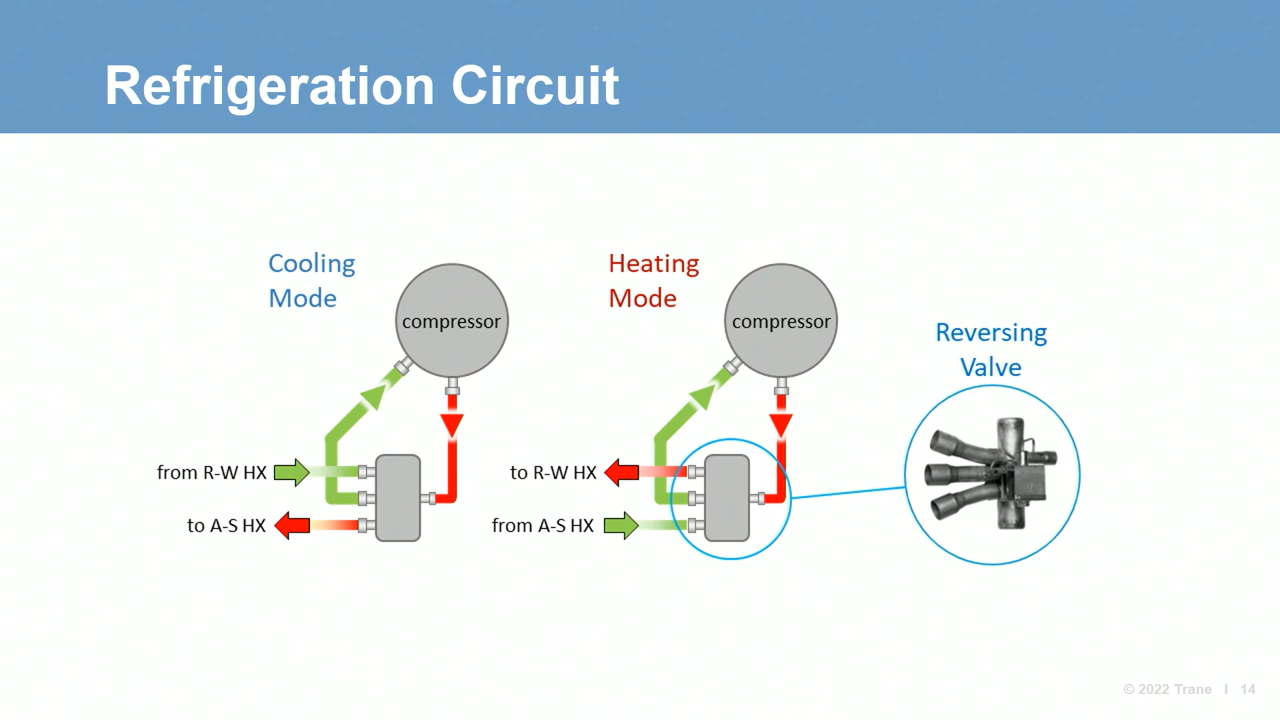 Refrigeration Circuit
Cooling
Mode
compressor
from R-W HX
to A-S HX
Heating
Mode
compressor
to R-W HX
from A-S HX
Reversing
Valve
© 2022 Trane I 14